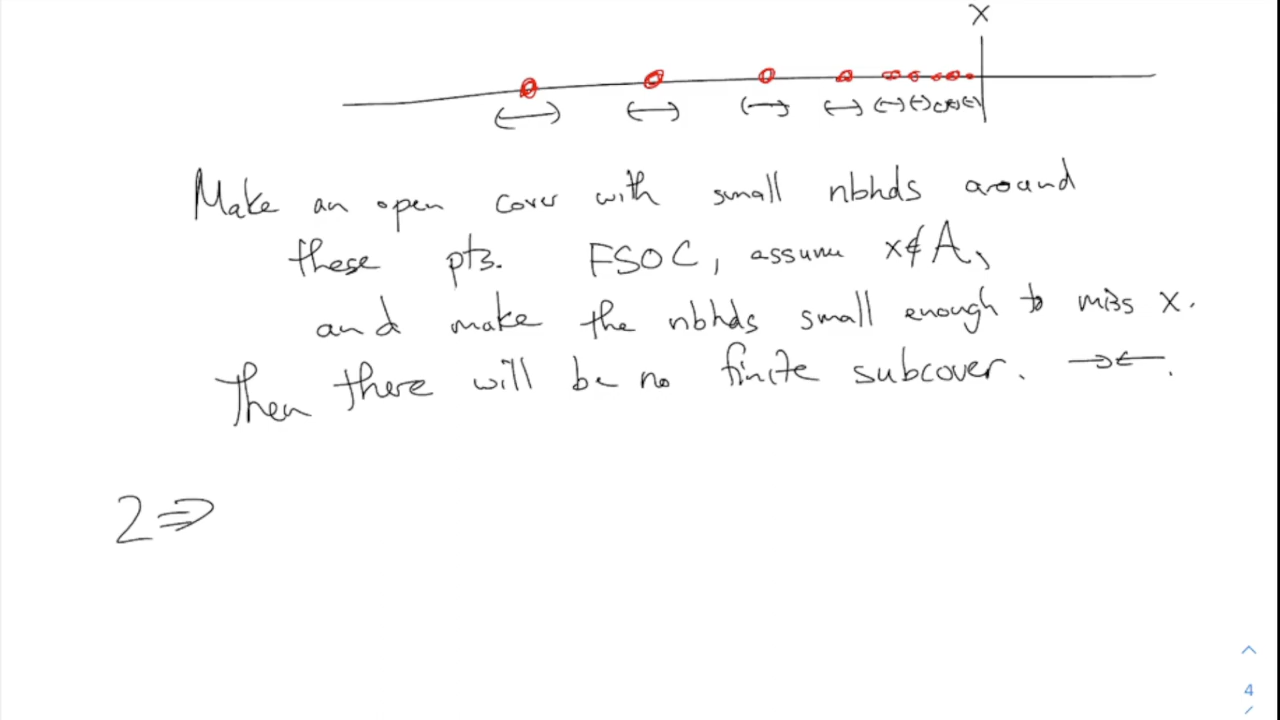 x
Make an open cover with small nbhds around
these pts. FSOC, assume x∉A,
and make the nbhds small enough to miss x.
Then there will be no finite subcover. →←.
2⇒
4